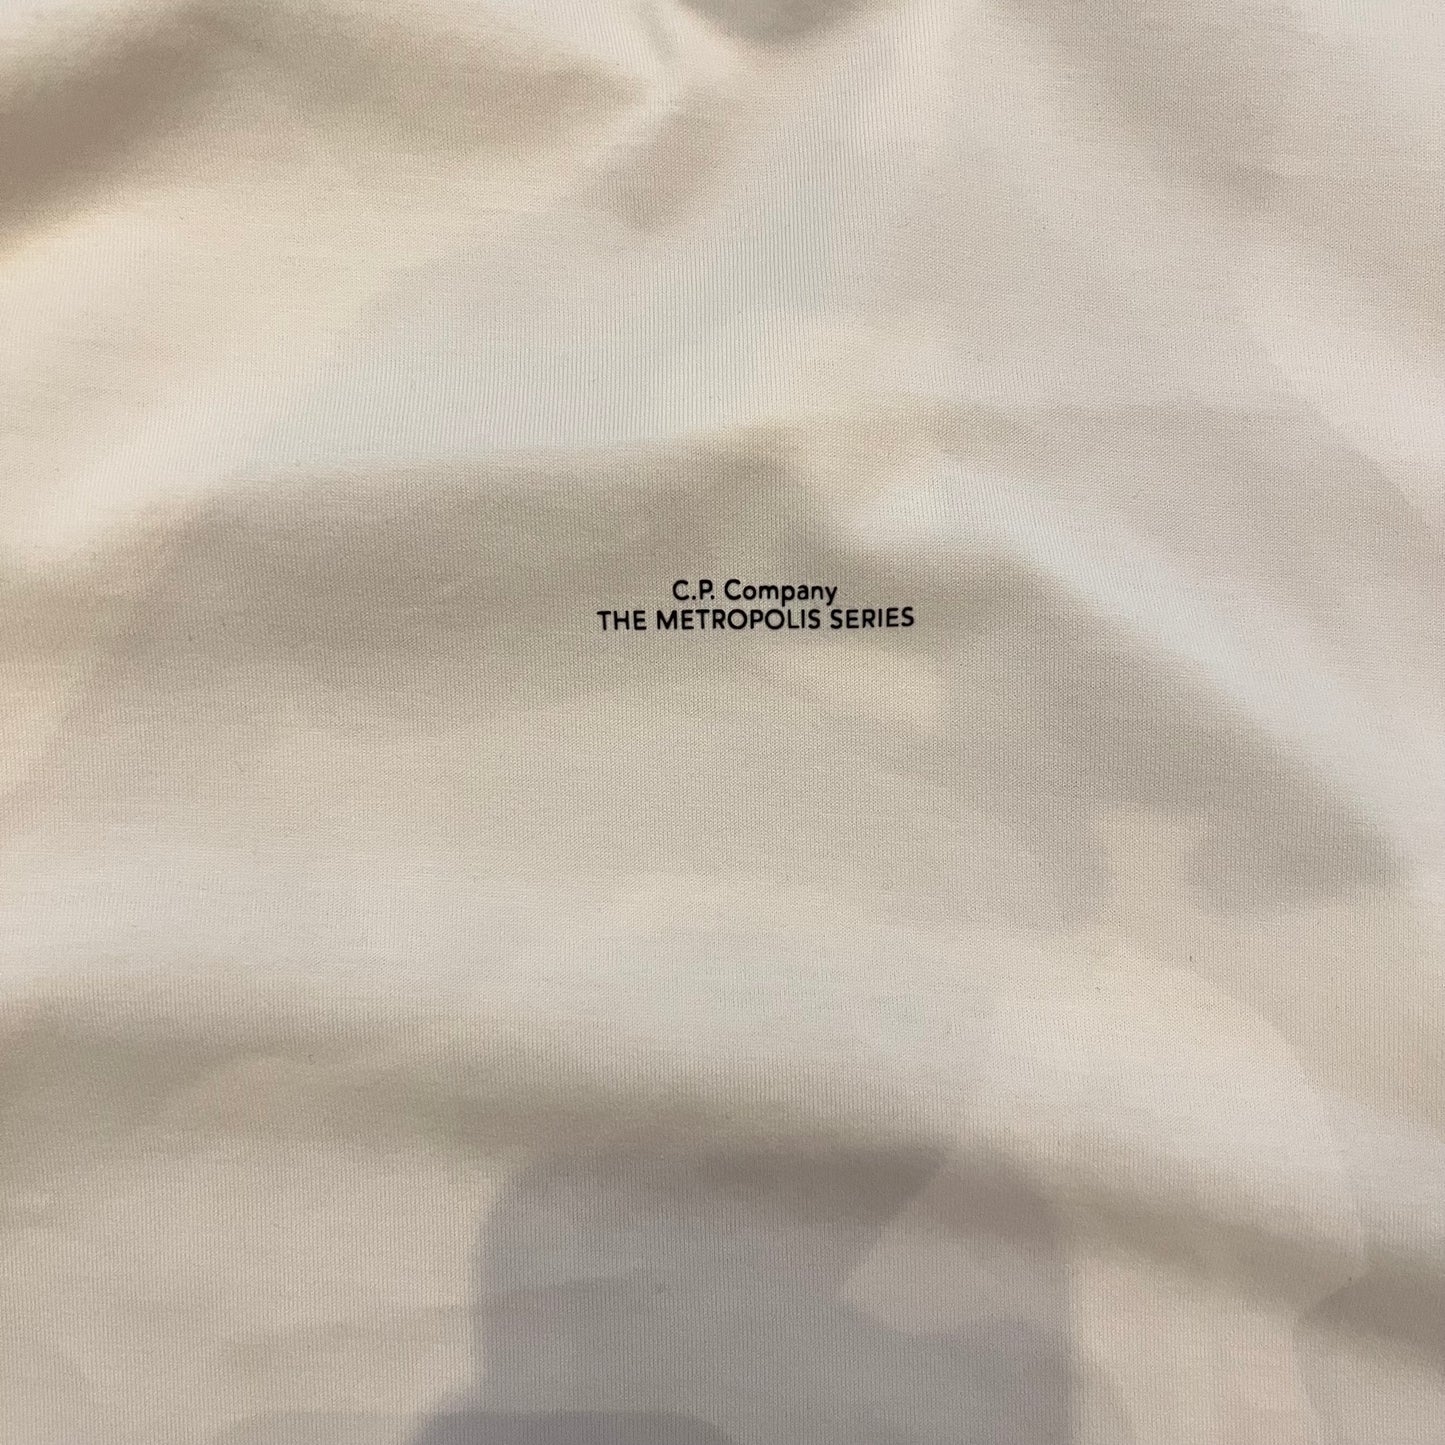 C.P. Company
THE METROPOLIS SERIES